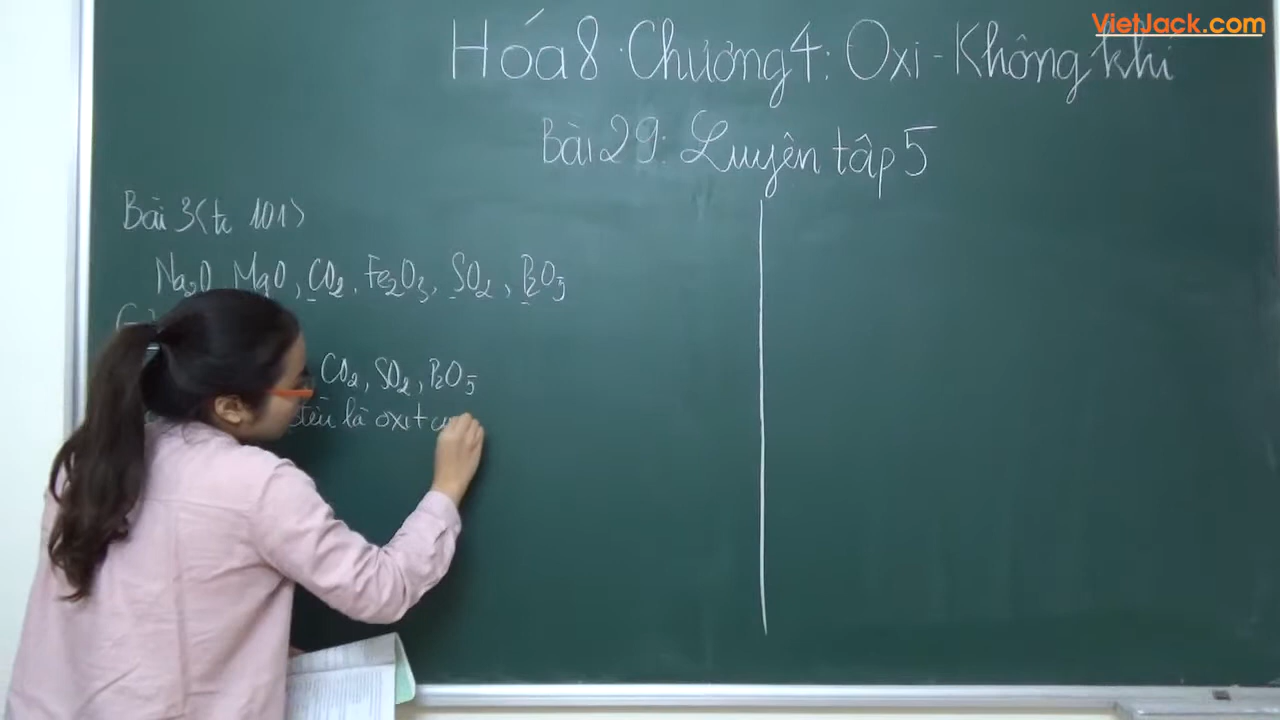 VietJack.com
Hóa 8. Chương 4: Oxi - Không khí
Bài 29: Luyện tập 5
Bài 3 (tr 101)
Na2O, MgO, CO2, Fe2O3, SO2, P2O5
CO2, SO2, P2O5
đều là oxit